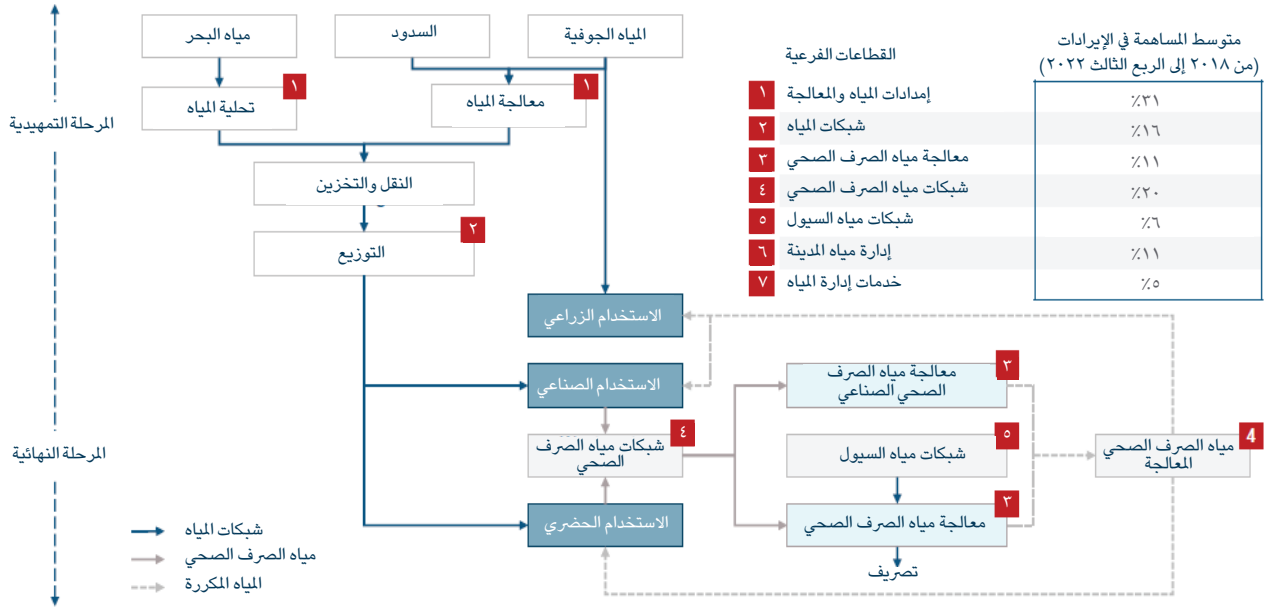 المياه الجوفية
السدود
مياه البحر
١
معالجة المياه
١
تحلية المياه
النقل والتخزين
٢
التوزيع
المرحلة التمهيدية
المرحلة النهائية
القطاعات الفرعية
متوسط المساهمة في الإيرادات
(من ٢٠١٨ إلى الربع الثالث ٢٠٢٢)
١ إمدادات المياه والمعالجة ٣١٪
٢ شبكات المياه ١٦٪
٣ معالجة مياه الصرف الصحي ١١٪
٤ شبكات مياه الصرف الصحي ٢٠٪
٥ شبكات مياه السيول ٦٪
٦ إدارة مياه المدينة ١١٪
٧ خدمات إدارة المياه ٥٪
الاستخدام الزراعي
الاستخدام الصناعي
٤
شبكات مياه الصرف
الصحي
الاستخدام الحضري
٣
معالجة مياه الصرف
الصحي الصناعي
٥
شبكات مياه السيول
٣
معالجة مياه الصرف الصحي
تصريف
4
مياه الصرف الصحي
المعالجة
شبكات المياه
مياه الصرف الصحي
المياه المكررة